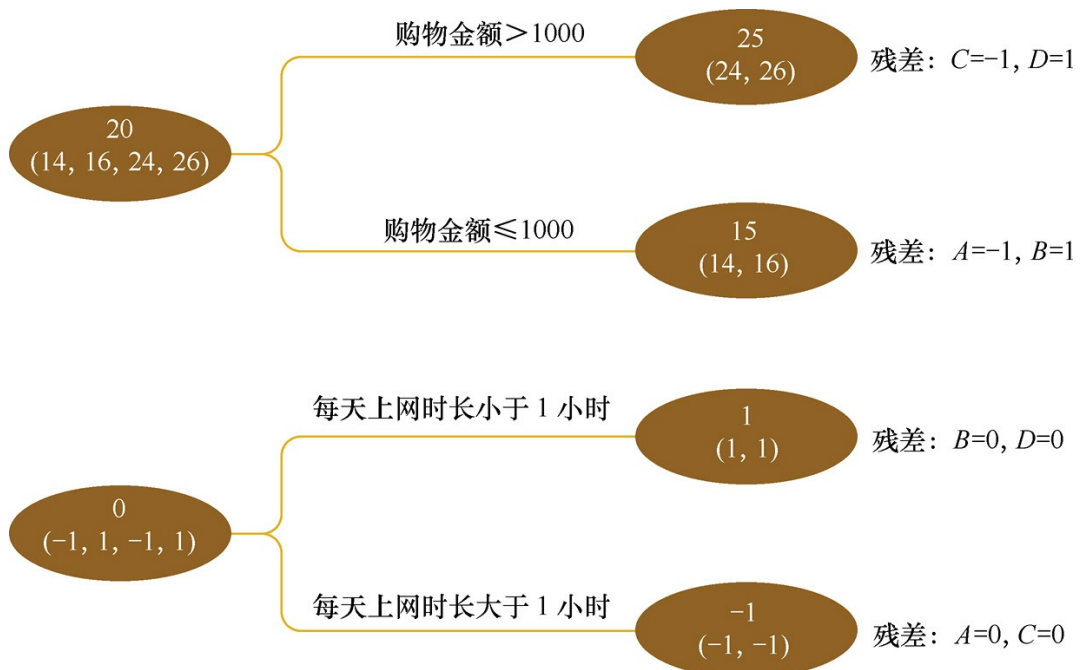 购物金额＞1000
25
(24, 26)
残差：C=−1, D=1
20
(14, 16, 24, 26)
购物金额≤1000
15
(14, 16)
残差：A=−1, B=1
每天上网时长小于 1 小时
1
(1, 1)
残差：B=0, D=0
0
(−1, 1, −1, 1)
每天上网时长大于 1 小时
−1
(−1, −1)
残差：A=0, C=0